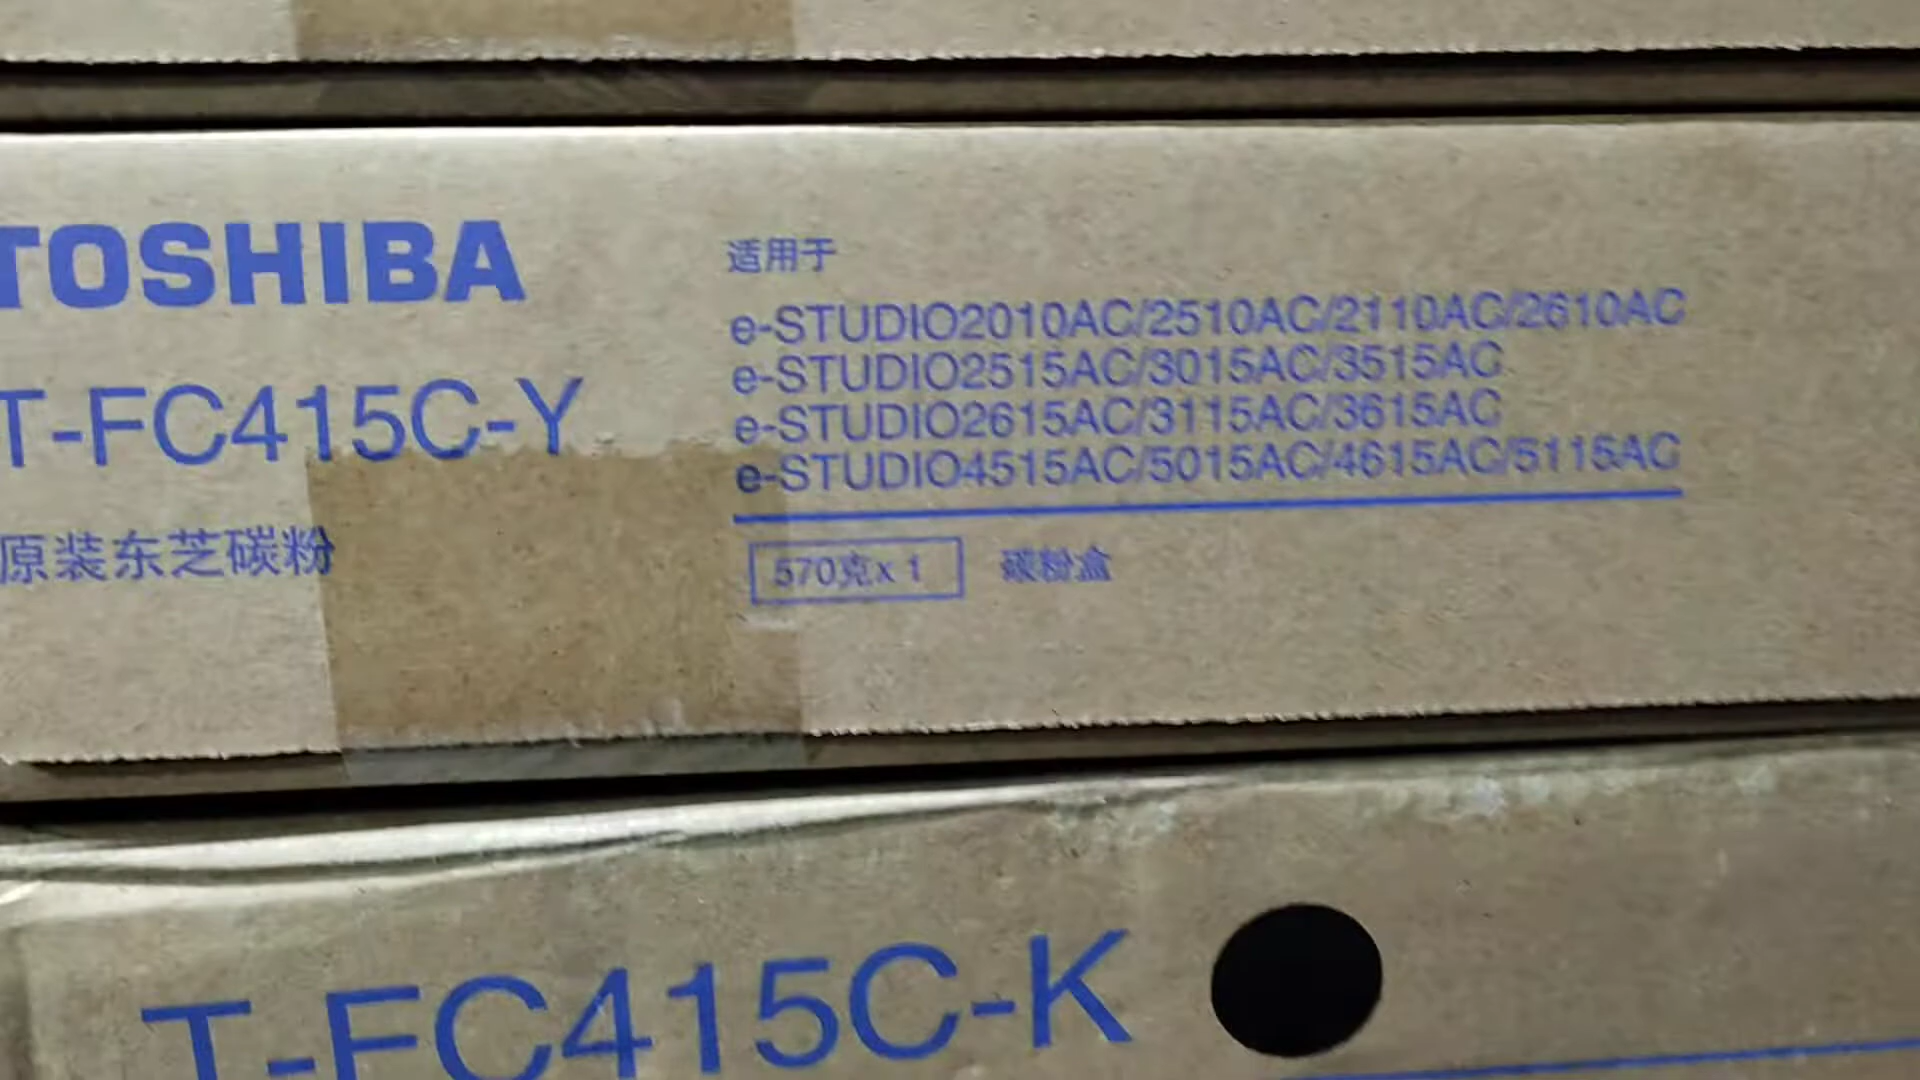 TOSHIBA
T-FC415C-Y
原装东芝碳粉
适用于
e-STUDIO2010AC/2510AC/2110AC/2610AC
e-STUDIO2515AC/3015AC/3515AC
e-STUDIO2615AC/3115AC/3615AC
e-STUDIO4515AC/5015AC/4615AC/5115AC
570克x1 碳粉盒
T-FC415C-K